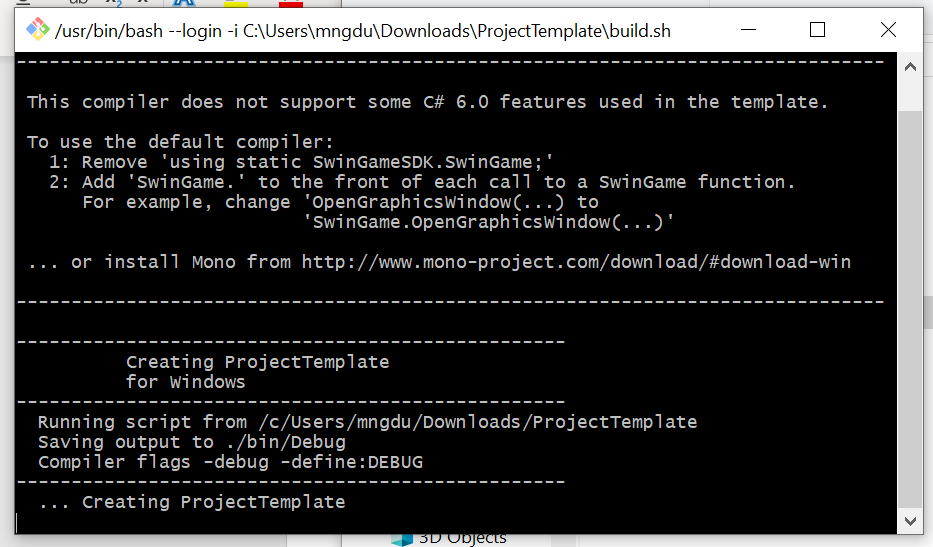 /usr/bin/bash --login -i C:\Users\mngdu\Downloads\ProjectTemplate\build.sh
-------------------------------------------------------------------------------
This compiler does not support some C# 6.0 features used in the template.
To use the default compiler:
1: Remove 'using static SwinGameSDK.SwinGame;'
2: Add 'SwinGame.' to the front of each call to a SwinGame function.
For example, change 'OpenGraphicsWindow(...) to
'SwinGame.OpenGraphicsWindow(...)'
... or install Mono from http://www.mono-project.com/download/#download-win
-------------------------------------------------------------------------------
--------------------------------------------------
Creating ProjectTemplate
for Windows
--------------------------------------------------
Running script from /c/Users/mngdu/Downloads/ProjectTemplate
Saving output to ./bin/Debug
Compiler flags -debug -define:DEBUG
--------------------------------------------------
... Creating ProjectTemplate
3D Objects